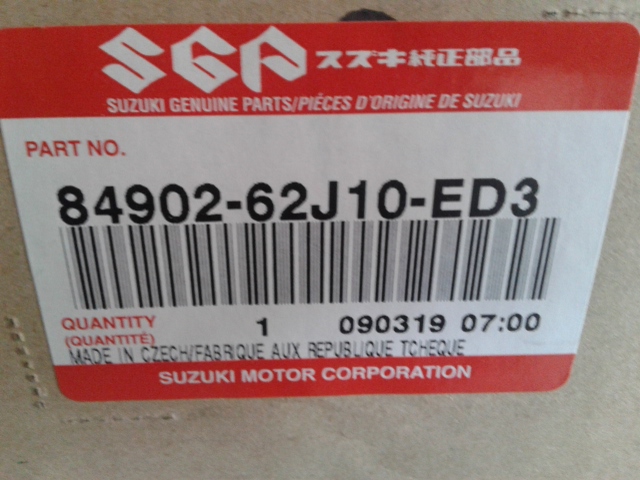 SGP スズキ純正部品
SUZUKI GENUINE PARTS/PIÉCES D'ORIGINE DE SUZUKI
PART NO.
84902-62J10-ED3
QUANTITY 1 090319 07:00
(QUANTITÉ)
MADE IN CZECH/FABRIQUE AUX REPUBLIQUE TCHEQUE
SUZUKI MOTOR CORPORATION